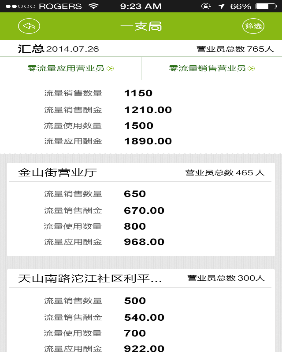 ROGERS 9:23 AM 66%
一支局 筛选
汇总 2014.07.26 营业员总数 765人
零流量应用营业员 零流量销售营业员
流量销售数量 1150
流量销售酬金 1210.00
流量使用数量 1500
流量应用酬金 1890.00
金山街营业厅 营业员总数 465 人
流量销售数量 650
流量销售酬金 670.00
流量使用数量 800
流量应用酬金 968.00
天山南路沱江社区利平... 营业员总数 300人
流量销售数量 500
流量销售酬金 540.00
流量使用数量 700
流量应用酬金 922.00